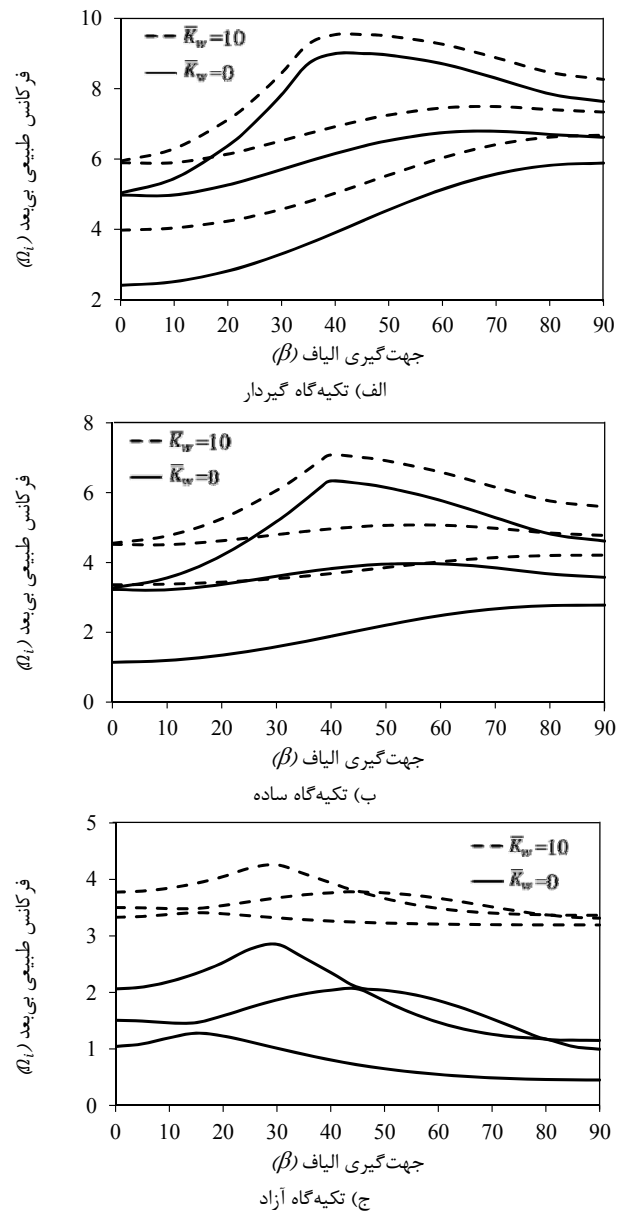 10
8
6
4
2
فرکانس طبیعی بی‌بعد (Ωi)
K̅w=10
K̅w=0
0 10 20 30 40 50 60 70 80 90
جهت‌گیری الیاف (β)
الف) تکیه‌گاه گیردار
8
6
4
2
0
فرکانس طبیعی بی‌بعد (Ωi)
K̅w=10
K̅w=0
0 10 20 30 40 50 60 70 80 90
جهت‌گیری الیاف (β)
ب) تکیه‌گاه ساده
5
4
3
2
1
0
فرکانس طبیعی بی‌بعد (Ωi)
K̅w=10
K̅w=0
0 10 20 30 40 50 60 70 80 90
جهت‌گیری الیاف (β)
ج) تکیه‌گاه آزاد